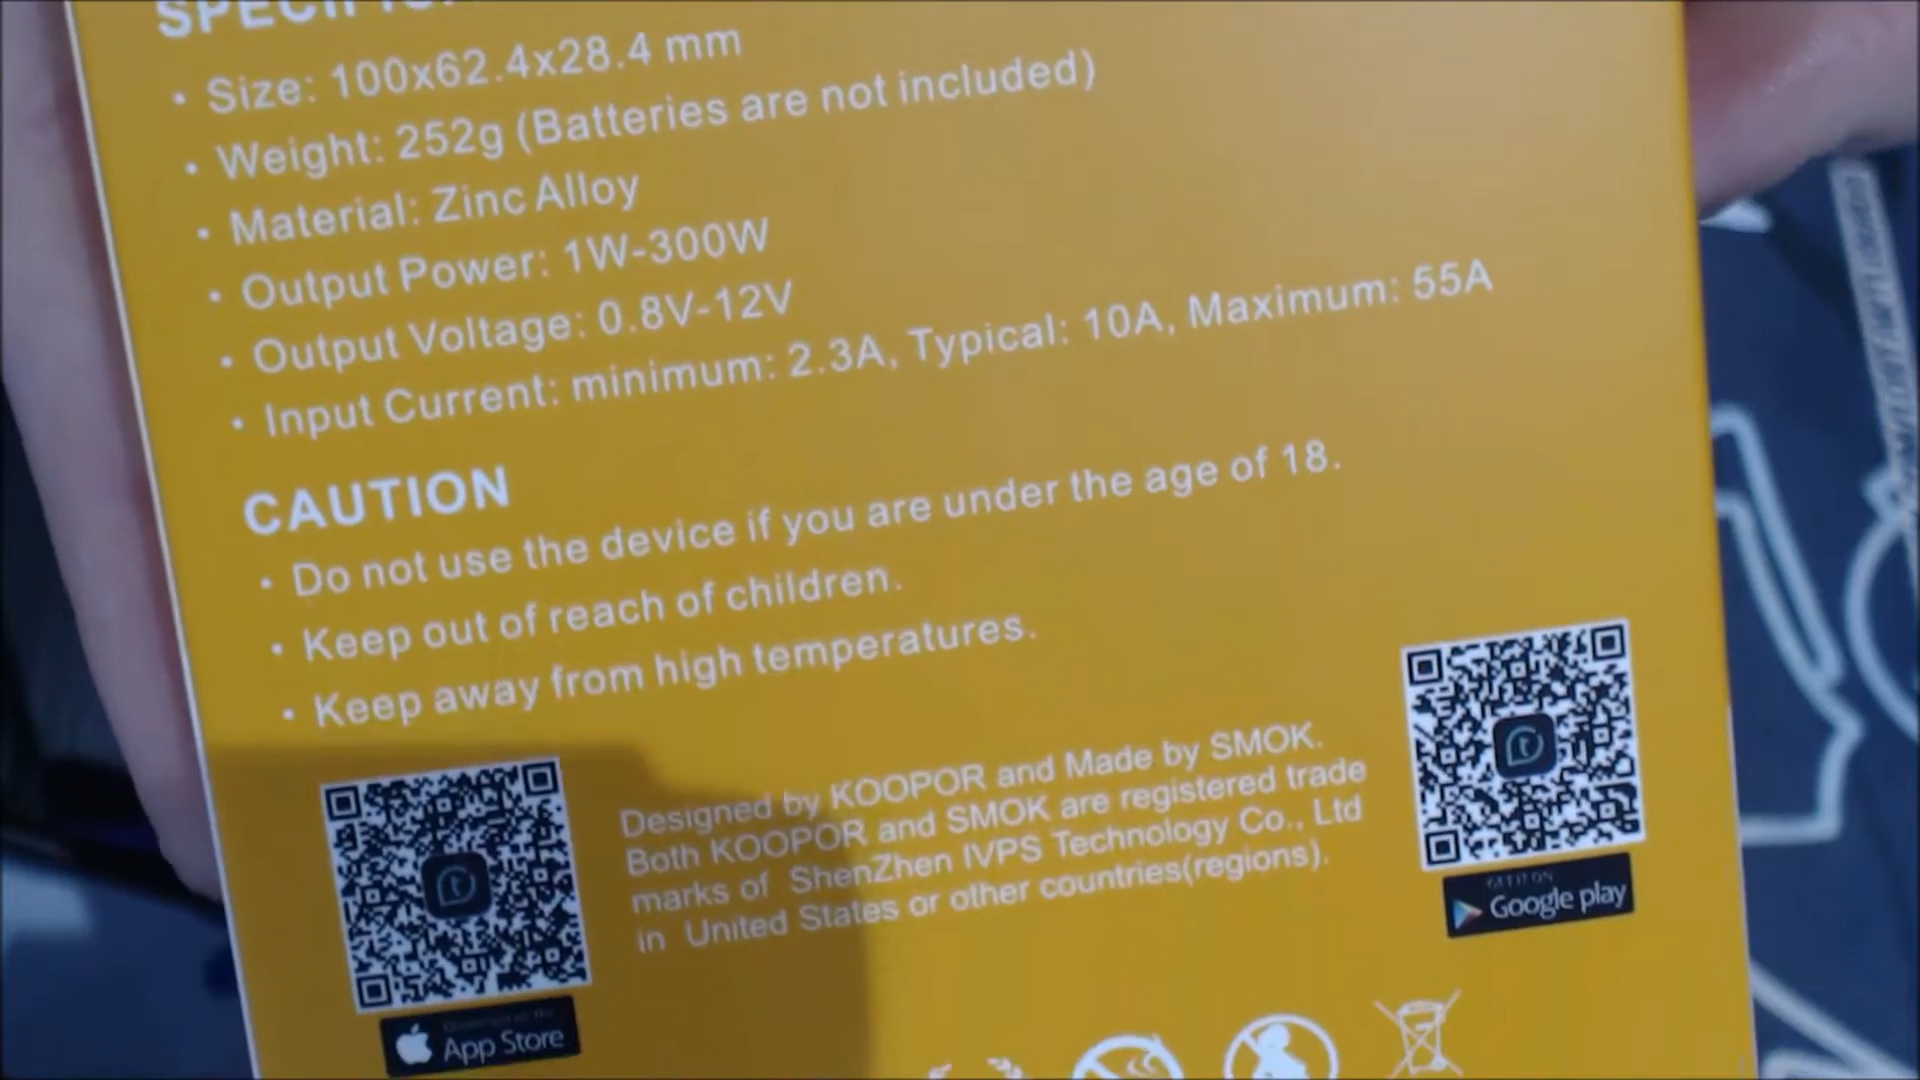 • Size: 100x62.4x28.4 mm
• Weight: 252g (Batteries are not included)
• Material: Zinc Alloy
• Output Power: 1W-300W
• Output Voltage: 0.8V-12V
• Input Current: minimum: 2.3A, Typical: 10A, Maximum: 55A
CAUTION
• Do not use the device if you are under the age of 18.
• Keep out of reach of children.
• Keep away from high temperatures.
Designed by KOOPOR and Made by SMOK.
Both KOOPOR and SMOK are registered trade
marks of ShenZhen IVPS Technology Co., Ltd
in United States or other countries(regions).
App Store
GET IT ON
Google play